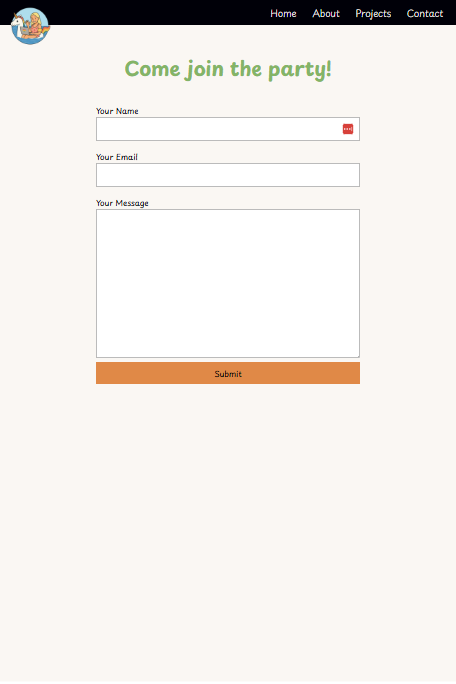 Home About Projects Contact
Come join the party!
Your Name
Your Email
Your Message
Submit